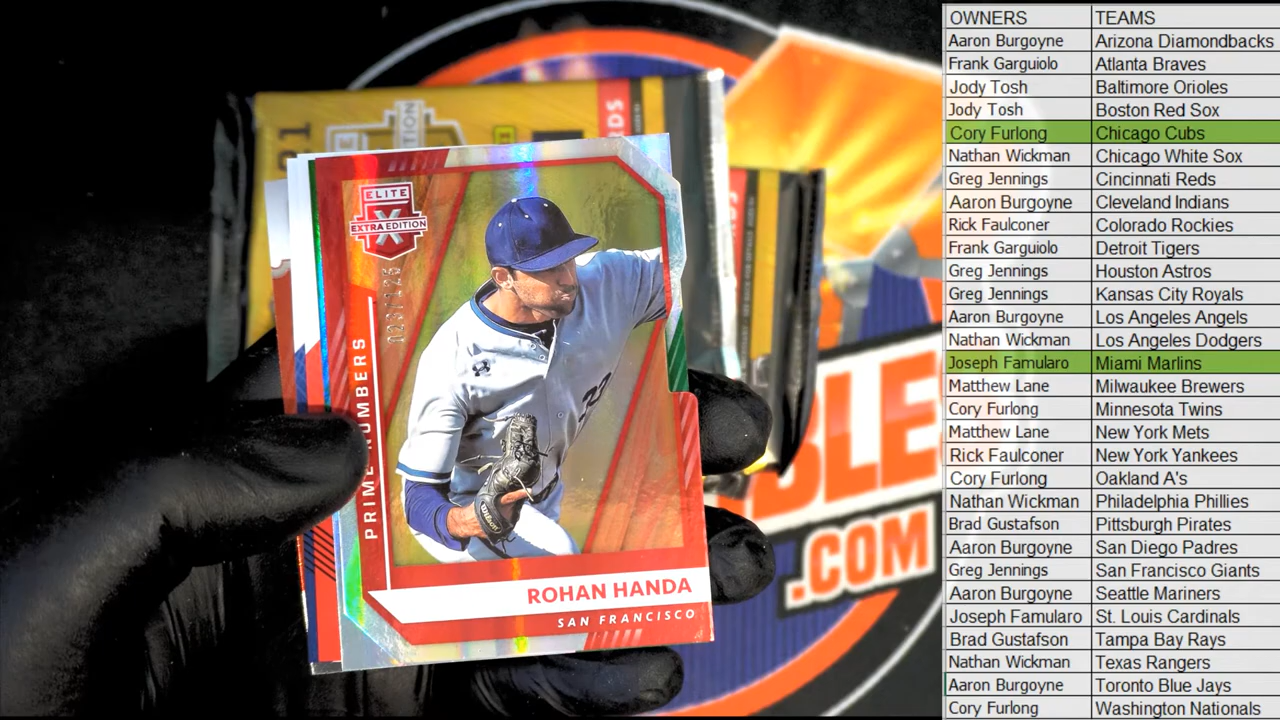 ELITE
EXTRA EDITION
PRIME NUMBERS
ROHAN HANDA
SAN FRANCISCO
.COM
OWNERS TEAMS
Aaron Burgoyne Arizona Diamondbacks
Frank Garguiolo Atlanta Braves
Jody Tosh Baltimore Orioles
Jody Tosh Boston Red Sox
Cory Furlong Chicago Cubs
Nathan Wickman Chicago White Sox
Greg Jennings Cincinnati Reds
Aaron Burgoyne Cleveland Indians
Rick Faulconer Colorado Rockies
Frank Garguiolo Detroit Tigers
Greg Jennings Houston Astros
Greg Jennings Kansas City Royals
Aaron Burgoyne Los Angeles Angels
Nathan Wickman Los Angeles Dodgers
Joseph Famularo Miami Marlins
Matthew Lane Milwaukee Brewers
Cory Furlong Minnesota Twins
Matthew Lane New York Mets
Rick Faulconer New York Yankees
Cory Furlong Oakland A's
Nathan Wickman Philadelphia Phillies
Brad Gustafson Pittsburgh Pirates
Aaron Burgoyne San Diego Padres
Greg Jennings San Francisco Giants
Aaron Burgoyne Seattle Mariners
Joseph Famularo St. Louis Cardinals
Brad Gustafson Tampa Bay Rays
Nathan Wickman Texas Rangers
Aaron Burgoyne Toronto Blue Jays
Cory Furlong Washington Nationals